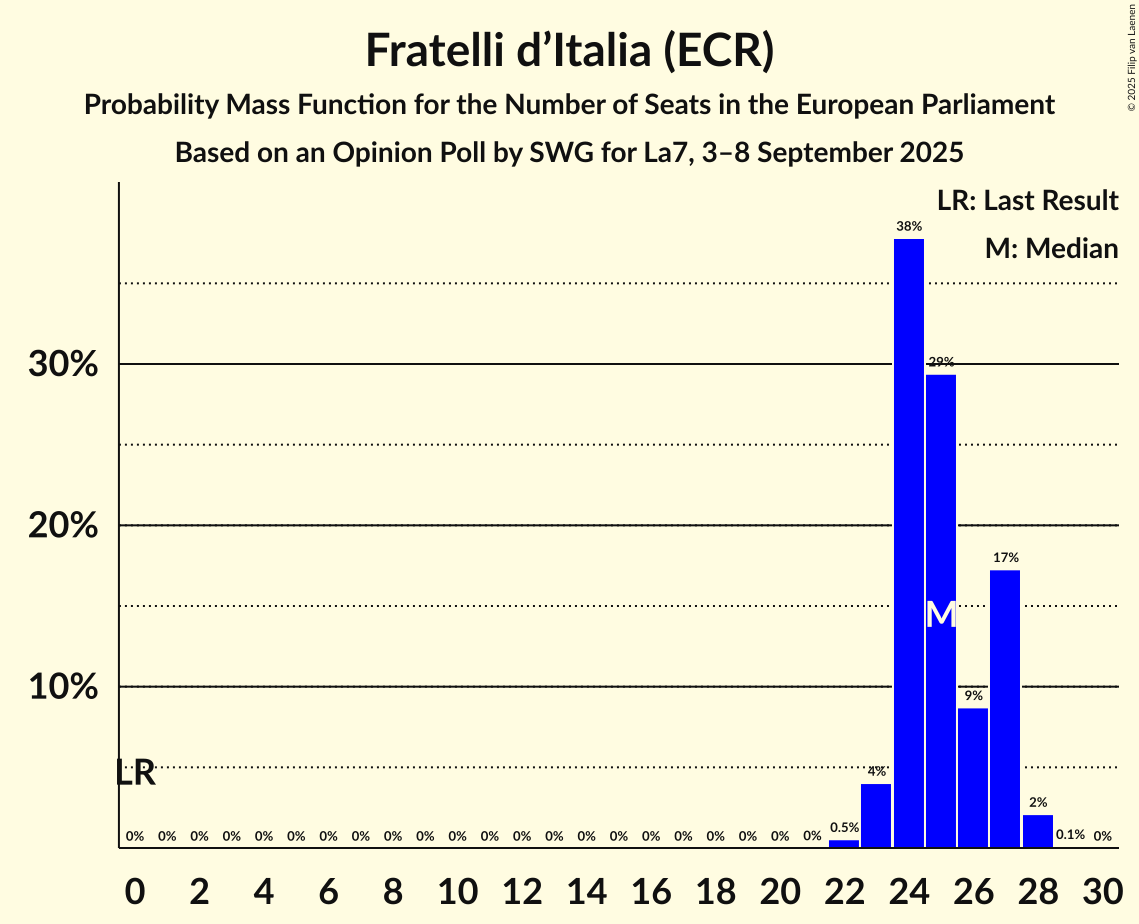 Fratelli d’Italia (ECR)
Probability Mass Function for the Number of Seats in the European Parliament
Based on an Opinion Poll by SWG for La7, 3–8 September 2025
© 2025 Filip van Laenen
LR: Last Result
M: Median
38%
30%
29%
20%
17%
M
10%
9%
LR
4%
2%
0% 0% 0% 0% 0% 0% 0% 0% 0% 0% 0% 0% 0% 0% 0% 0% 0% 0% 0% 0% 0% 0% 0.5% 0.1% 0%
0 2 4 6 8 10 12 14 16 18 20 22 24 26 28 30